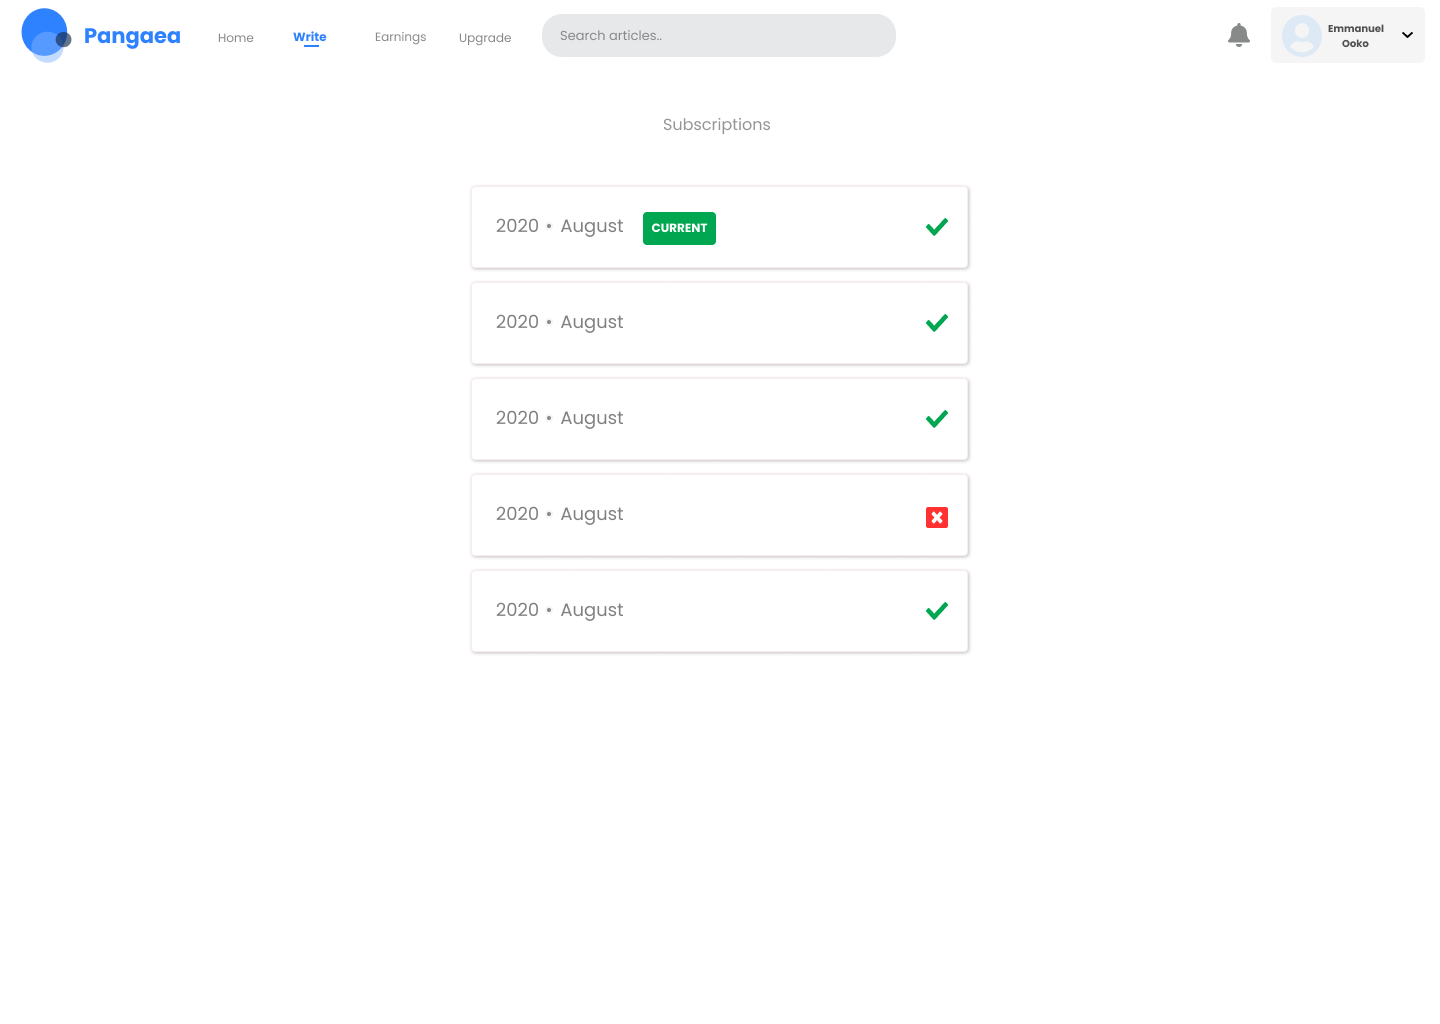 Pangaea
Home
Write
Earnings
Upgrade
Search articles..
Emmanuel
Ooko
Subscriptions
2020 • August
CURRENT
2020 • August
2020 • August
2020 • August
2020 • August